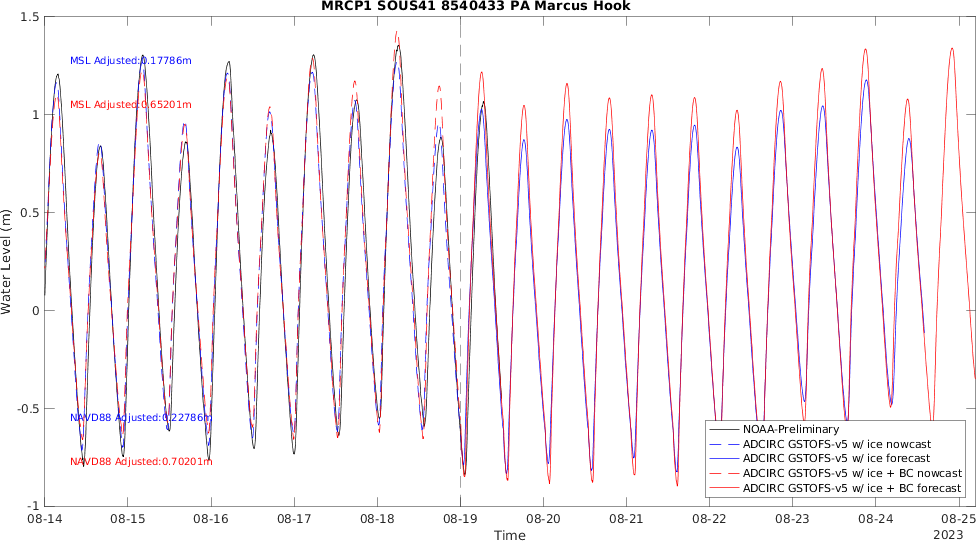 MRCP1 SOUS41 8540433 PA Marcus Hook
1.5
1
0.5
0
-0.5
-1
Water Level (m)
MSL Adjusted:0.17786m
MSL Adjusted:0.65201m
NAVD88 Adjusted:0.22786m
NAVD88 Adjusted:0.70201m
NOAA-Preliminary
ADCIRC GSTOFS-v5 w/ ice nowcast
ADCIRC GSTOFS-v5 w/ ice forecast
ADCIRC GSTOFS-v5 w/ ice + BC nowcast
ADCIRC GSTOFS-v5 w/ ice + BC forecast
08-14 08-15 08-16 08-17 08-18 08-19 08-20 08-21 08-22 08-23 08-24 08-25
Time
2023